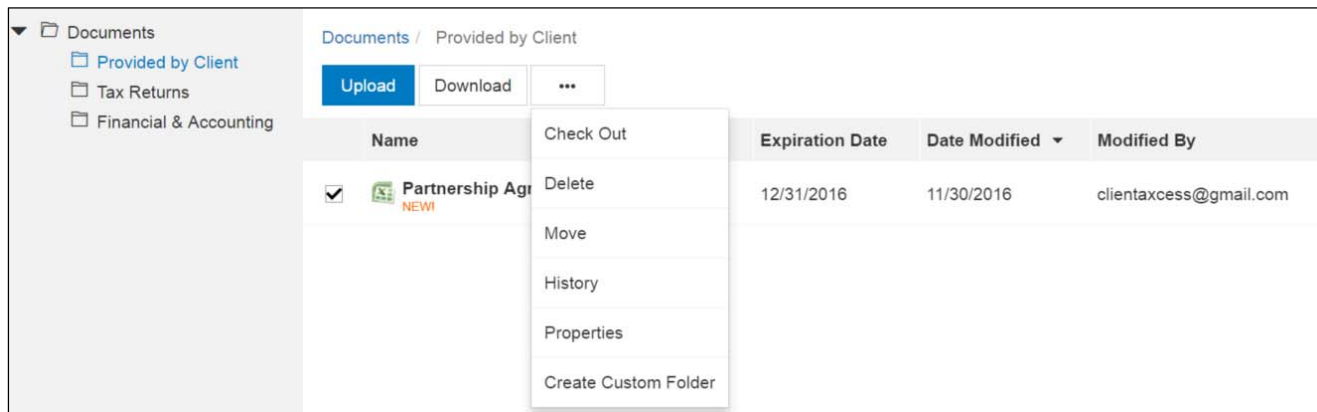 Documents
Provided by Client
Tax Returns
Financial & Accounting
Documents / Provided by Client
Upload Download •••
Name Expiration Date Date Modified Modified By
Partnership Agr 12/31/2016 11/30/2016 clientaxcess@gmail.com
NEW!
Check Out
Delete
Move
History
Properties
Create Custom Folder